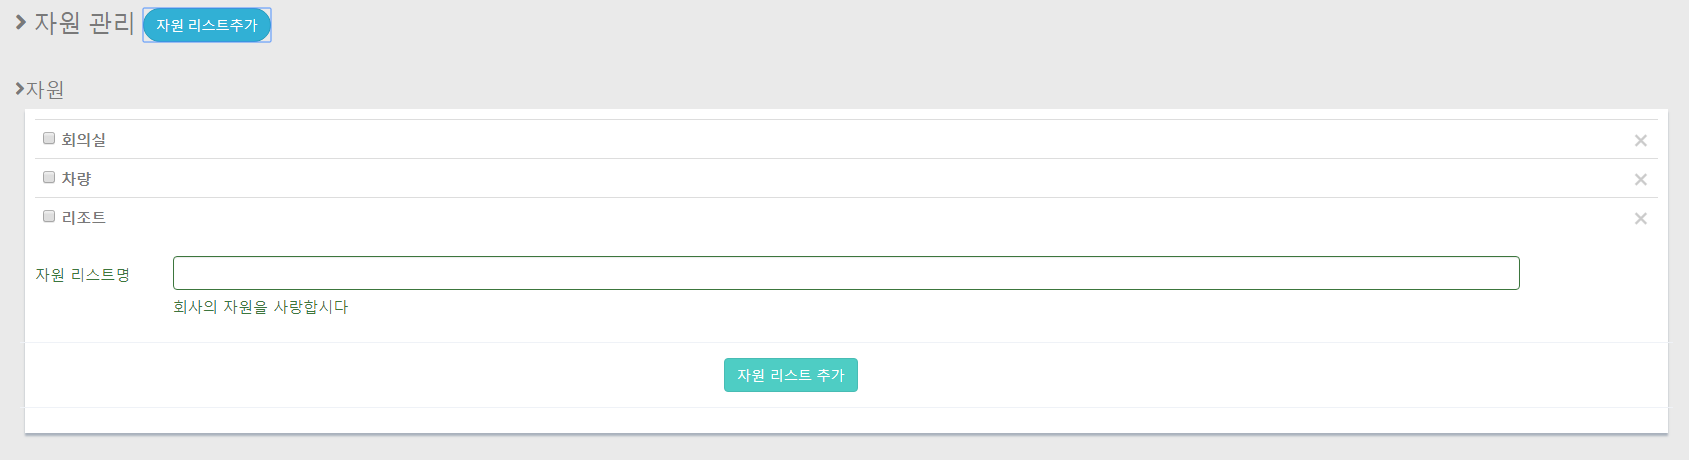 자원 관리 자원 리스트추가
자원
회의실
차량
리조트
자원 리스트명
회사의 자원을 사랑합시다
자원 리스트 추가